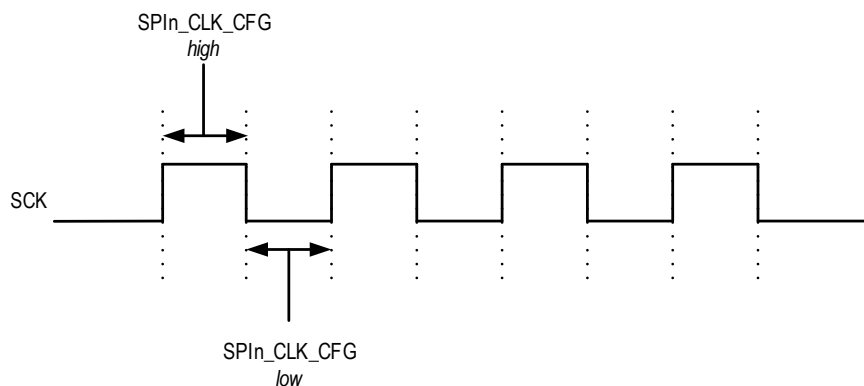 SPIn_CLK_CFG
high
SCK
SPIn_CLK_CFG
low